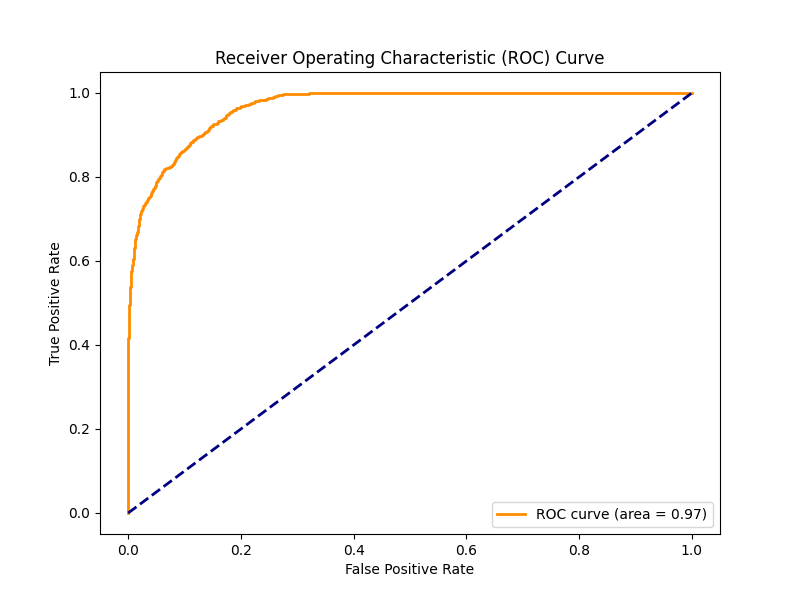 Receiver Operating Characteristic (ROC) Curve
True Positive Rate
1.0
0.8
0.6
0.4
0.2
0.0
ROC curve (area = 0.97)
0.0 0.2 0.4 0.6 0.8 1.0
False Positive Rate